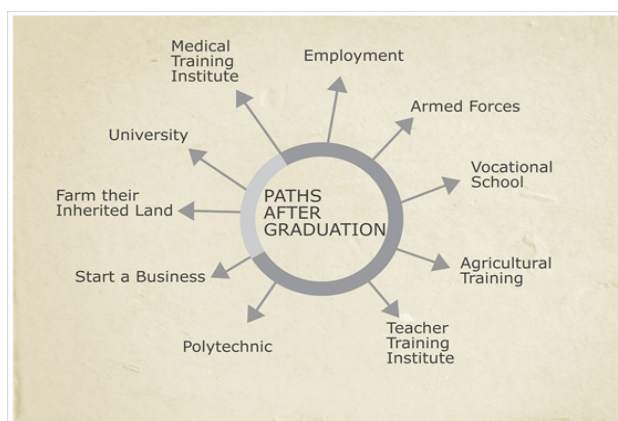 PATHS
AFTER
GRADUATION
Employment
Armed Forces
Vocational
School
Agricultural
Training
Teacher
Training
Institute
Polytechnic
Start a Business
Farm their
Inherited Land
University
Medical
Training
Institute